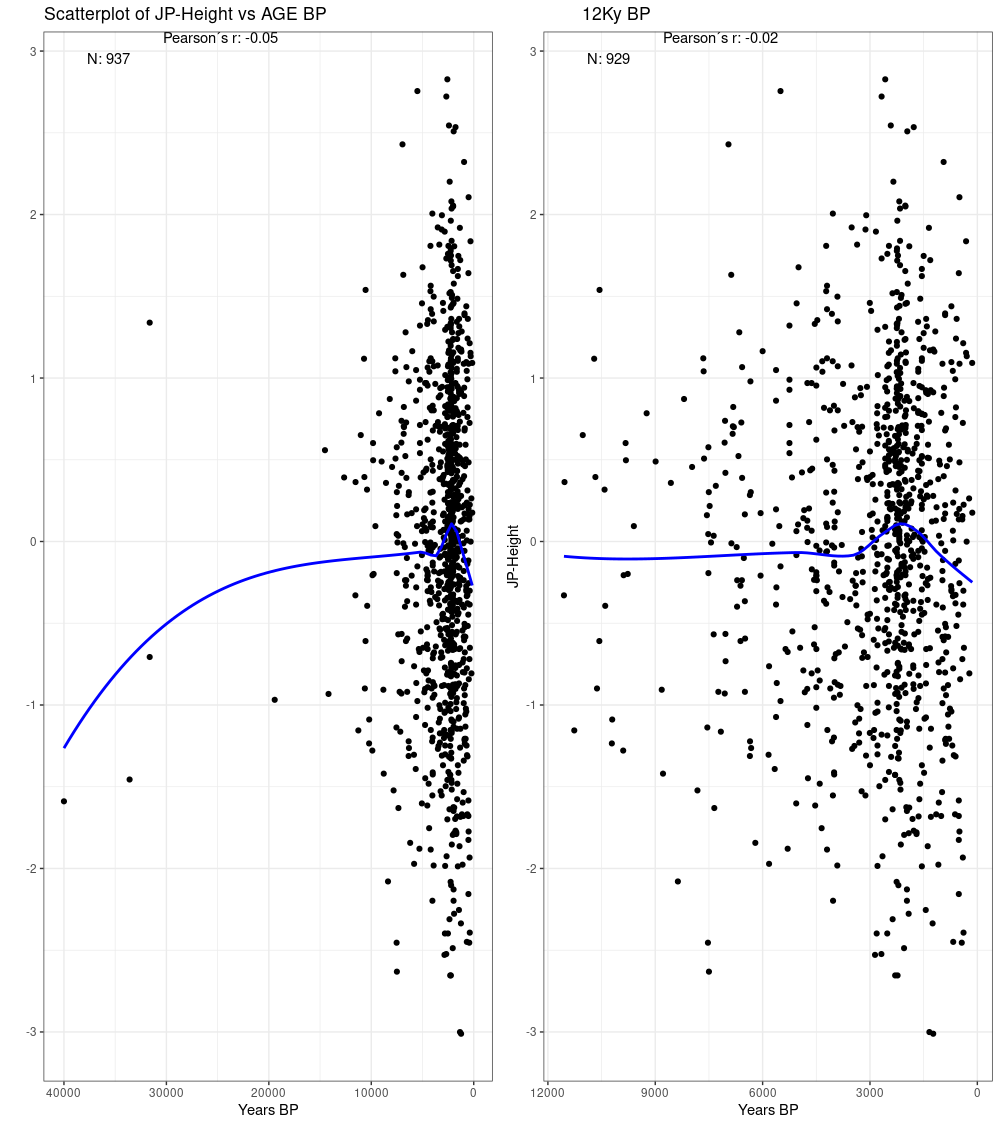 Scatterplot of JP-Height vs AGE BP
Pearson´s r: -0.05
N: 937
3
2
1
0
-1
-2
-3
40000 30000 20000 10000 0
Years BP
12Ky BP
Pearson´s r: -0.02
N: 929
JP-Height
3
2
1
0
-1
-2
-3
12000 9000 6000 3000 0
Years BP